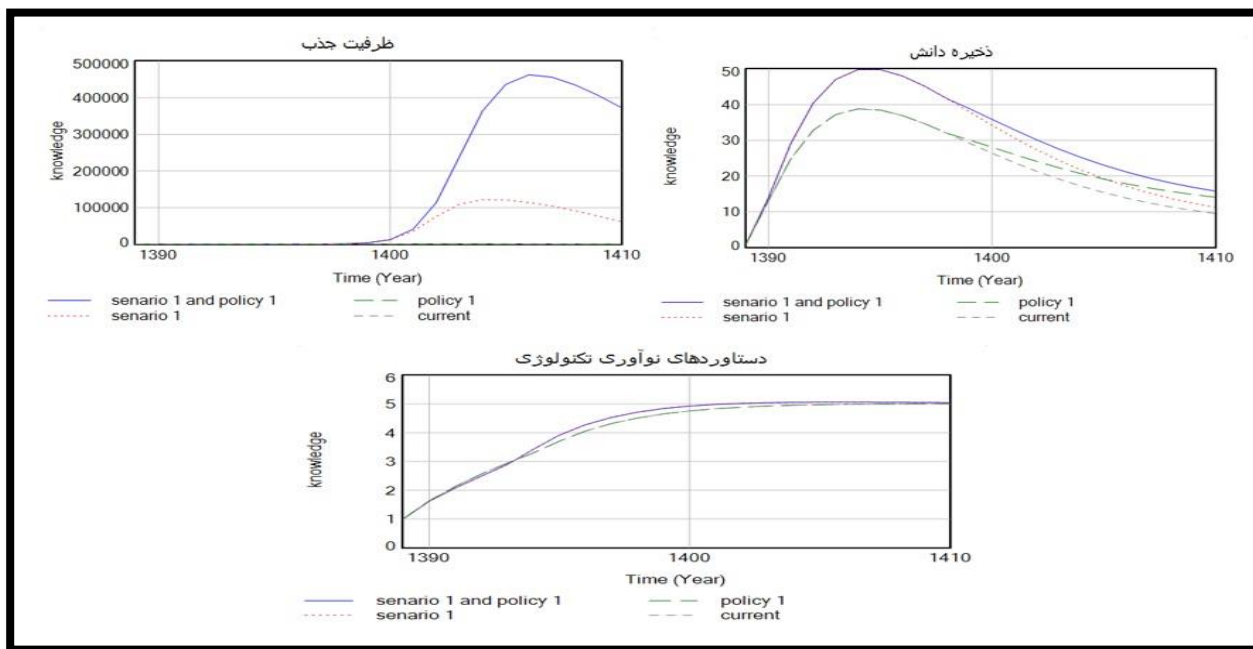 ظرفیت جذب
500000
400000
300000
200000
100000
0
knowledge
1390
1400
1410
Time (Year)
senario 1 and policy 1
policy 1
senario 1
current
ذخیره دانش
50
40
30
20
10
0
knowledge
1390
1400
1410
Time (Year)
senario 1 and policy 1
policy 1
senario 1
current
دستاوردهای نوآوری تکنولوژی
6
5
4
3
2
1
0
knowledge
1390
1400
1410
Time (Year)
senario 1 and policy 1
policy 1
senario 1
current